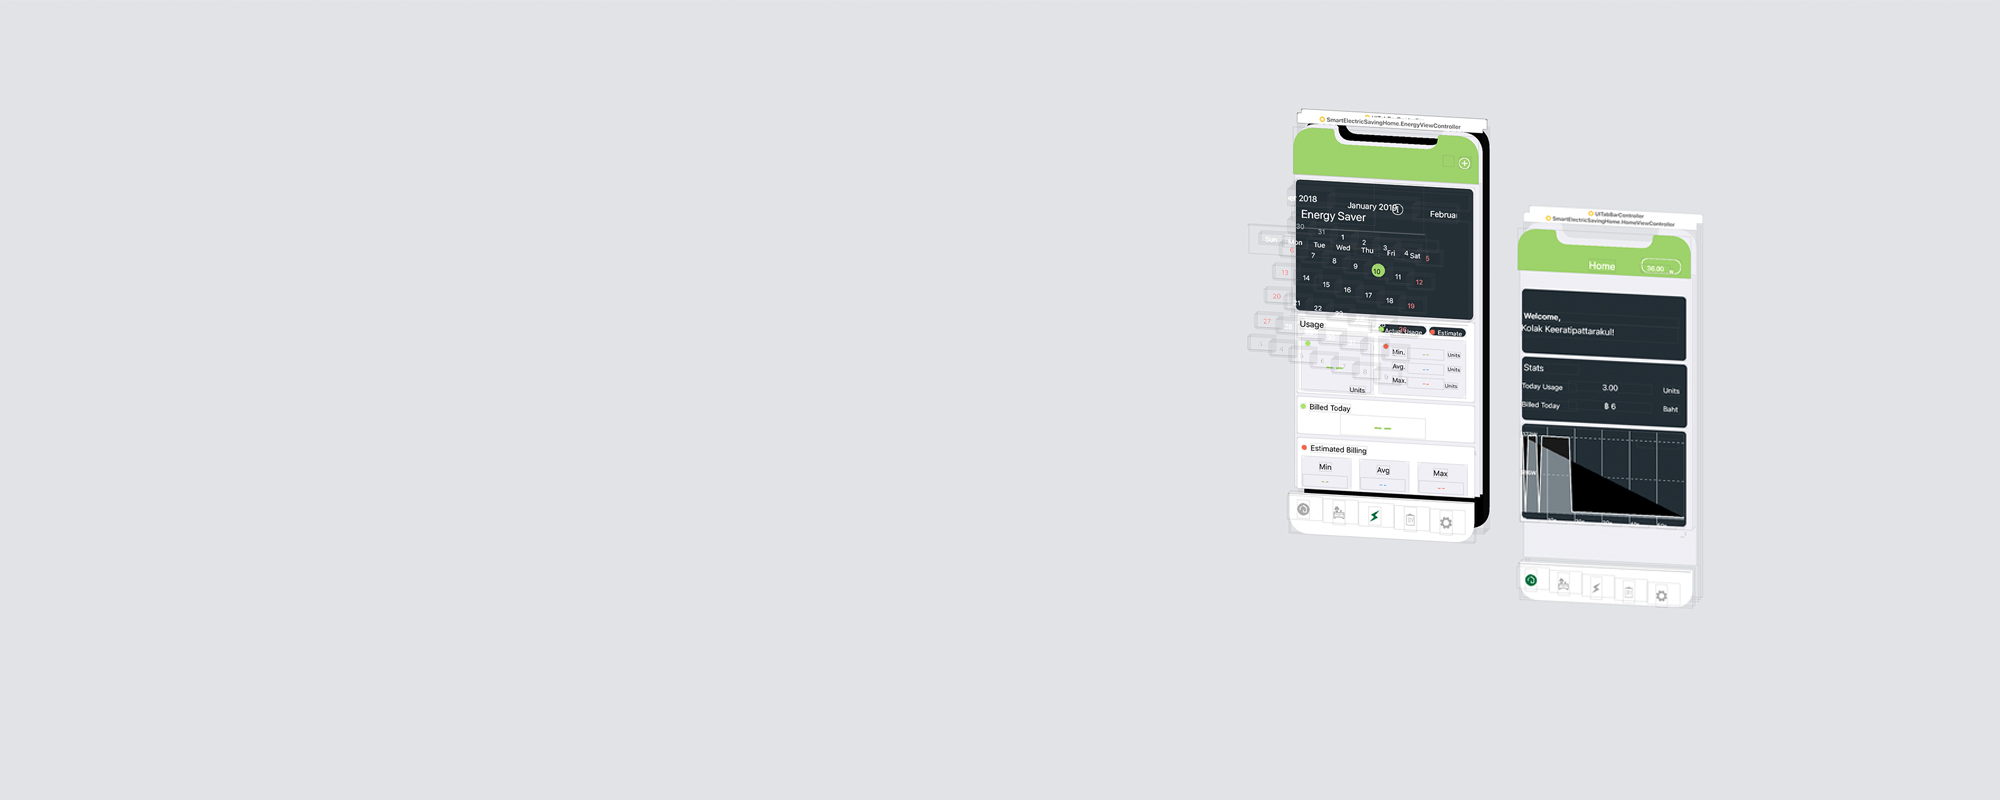 SmartElectricSavingHome.EnergyViewController
2018
January 2019
Energy Saver
30 31 1 2 3 4 5
Sun Mon Tue Wed Thu Fri Sat
6 7 8 9 10 11 12
13 14 15 16 17 18 19
20 21 22
27
Usage
Actual Usage
Estimate
Min. -- Units
Avg. -- Units
Max. -- Units
-- Units
Billed Today
--
Estimated Billing
Min Avg Max
-- -- --
UITabBarController
SmartElectricSavingHome.HomeViewController
Home
36.00
Welcome,
Kolak Keeratipattarakul!
Stats
Today Usage 3.00 Units
Billed Today ฿ 6 Baht